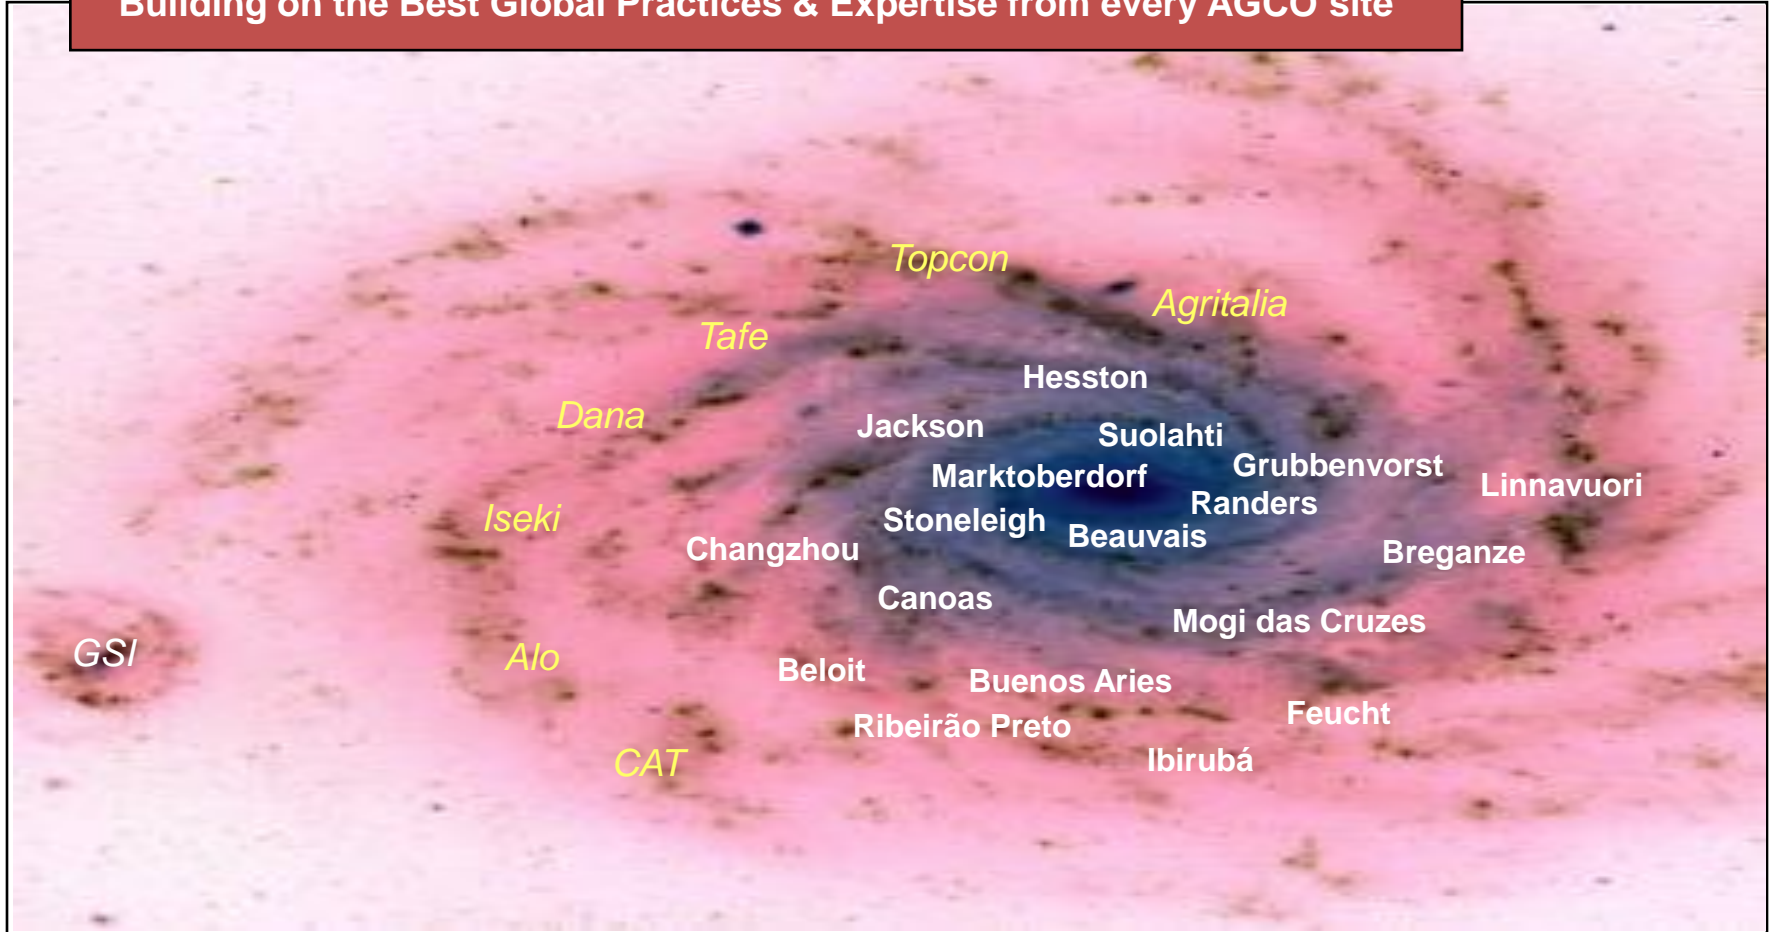 Building on the Best Global Practices & Expertise from every AGCO site
Topcon
Agritalia
Tafe
Hesston
Dana
Jackson
Suolahti
Grubbenvorst
Marktoberdorf
Linnavuori
Randers
Iseki
Stoneleigh
Beauvais
Changzhou
Breganze
Canoas
Mogi das Cruzes
GSI
Alo
Beloit
Buenos Aries
Feucht
Ribeirão Preto
Ibirubá
CAT